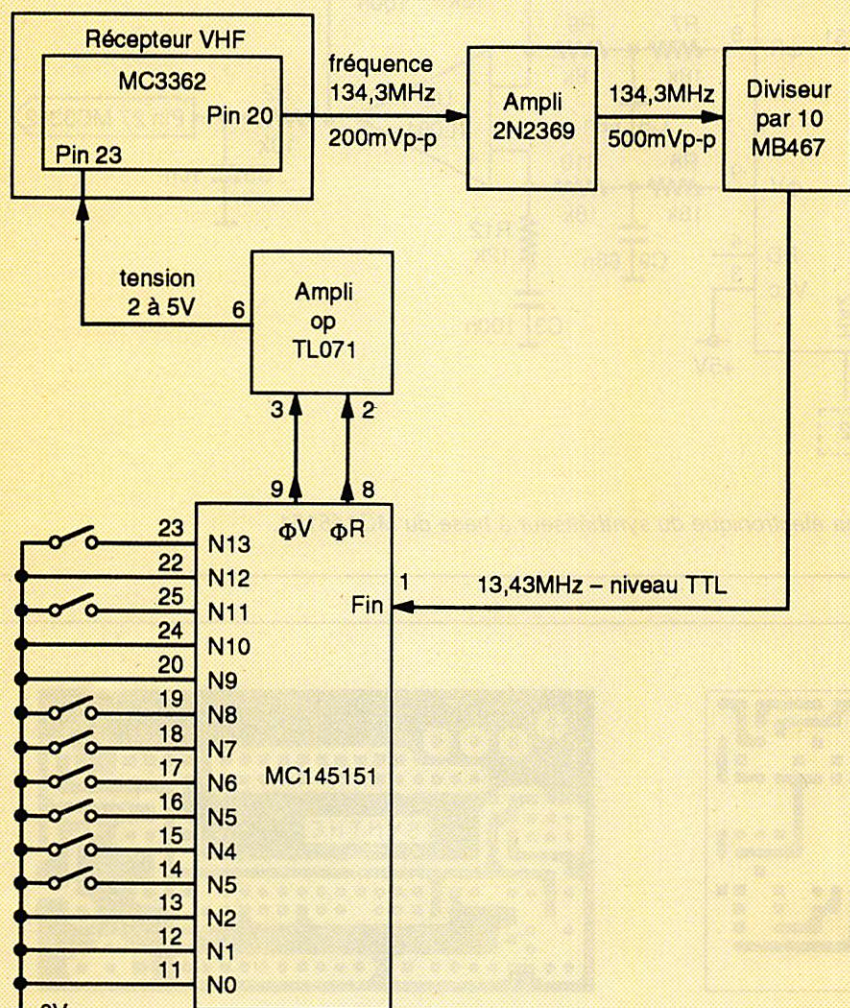 Récepteur VHF
MC3362
Pin 20
Pin 23
fréquence
134,3MHz
200mVp-p
Ampli
2N2369
134,3MHz
500mVp-p
Diviseur
par 10
MB467
tension
2 à 5V
6
Ampli
op
TL071
3
2
9
8
ΦV
ΦR
1
Fin
13,43MHz – niveau TTL
MC145151
23
N13
22
N12
25
N11
24
N10
20
N9
19
N8
18
N7
17
N6
16
N5
15
N4
14
N5
13
N2
12
N1
11
N0